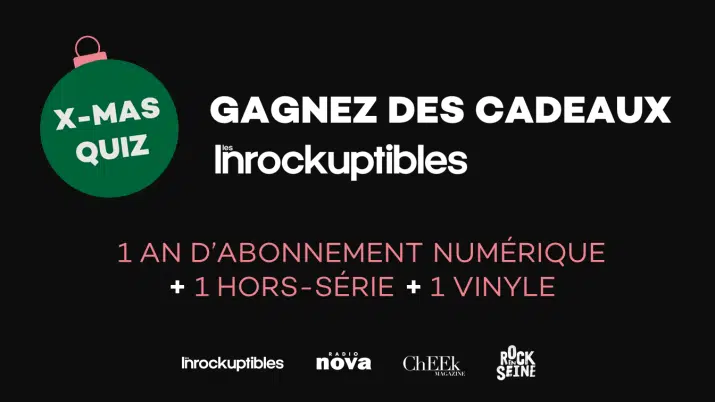 X-MAS
QUIZ
GAGNEZ DES CADEAUX
les
Inrockuptibles
1 AN D'ABONNEMENT NUMÉRIQUE
+ 1 HORS-SÉRIE + 1 VINYLE
les
Inrockuptibles
RADIO
nova
ChEEk
MAGAZINE
ROCK
EN
SEINE